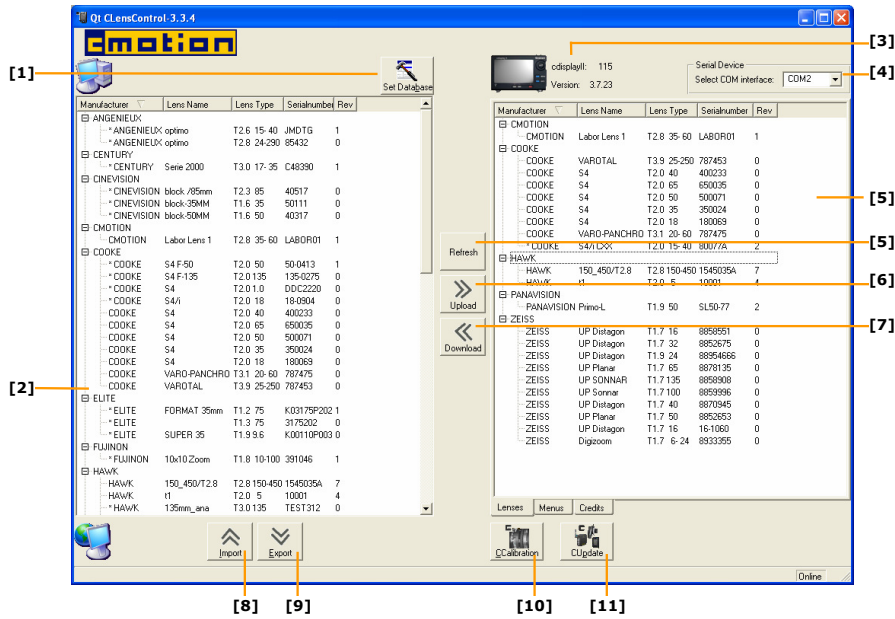 Qt CLensControl-3.3.4
cmotion
[1]
Set Database
cdisplayII: 115
Version: 3.7.23
[3]
Serial Device
Select COM interface: COM2
[4]
Manufacturer Lens Name Lens Type Serialnumber Rev
ANGENIEUX
* ANGENIEUX optimo T2.6 15- 40 JMDTG 1
* ANGENIEUX optimo T2.8 24-290 85432 0
CENTURY
* CENTURY Serie 2000 T3.0 17- 35 C48390 1
CINEVISION
* CINEVISION block /85mm T2.3 85 40517 0
* CINEVISION block-35MM T1.6 35 50111 0
* CINEVISION block-50MM T1.6 50 40317 0
CMOTION
CMOTION Labor Lens 1 T2.8 35- 60 LABOR01 1
COOKE
* COOKE S4 F-50 T2.0 50 50-0413 1
* COOKE S4 F-135 T2.0 135 135-0275 0
* COOKE S4 T2.0 1.0 DDC2220 0
* COOKE S4/i T2.0 18 18-0904 0
COOKE S4 T2.0 40 400233 0
COOKE S4 T2.0 65 650035 0
COOKE S4 T2.0 50 500071 0
COOKE S4 T2.0 35 350024 0
COOKE S4 T2.0 18 180069 0
COOKE VARO-PANCHRO T3.1 20- 60 787475 0
COOKE VAROTAL T3.9 25-250 787453 0
[2]
ELITE
* ELITE FORMAT 35mm T1.2 75 K03175P202 1
* ELITE T1.3 75 3175202 0
* ELITE SUPER 35 T1.9 9.6 K00110P003 0
FUJINON
* FUJINON 10x10 Zoom T1.8 10-100 391046 1
HAWK
HAWK 150_450/T2.8 T2.8 150-450 1545035A 7
HAWK t1 T2.0 5 10001 4
* HAWK 135mm_ana T3.0 135 TEST312 0
Refresh
[5]
Upload
[6]
Download
[7]
Manufacturer Lens Name Lens Type Serialnumber Rev
CMOTION
CMOTION Labor Lens 1 T2.8 35- 60 LABOR01 1
COOKE
COOKE VAROTAL T3.9 25-250 787453 0
COOKE S4 T2.0 40 400233 0
COOKE S4 T2.0 65 650035 0
COOKE S4 T2.0 50 500071 0
COOKE S4 T2.0 35 350024 0
COOKE S4 T2.0 18 180069 0
COOKE VARO-PANCHRO T3.1 20- 60 787475 0
* COOKE S4/i CXX T2.0 15- 40 80077A 2
[5]
HAWK
HAWK 150_450/T2.8 T2.8 150-450 1545035A 7
HAWK t1 T2.0 5 10001 4
PANAVISION
PANAVISION Primo-L T1.9 50 SL50-77 2
ZEISS
ZEISS UP Distagon T1.7 16 8858551 0
ZEISS UP Distagon T1.7 32 8852675 0
ZEISS UP Distagon T1.9 24 88954666 0
ZEISS UP Planar T1.7 65 8878135 0
ZEISS UP SONNAR T1.7 135 8858908 0
ZEISS UP Sonnar T1.7 100 8859996 0
ZEISS UP Distagon T1.7 40 8870945 0
ZEISS UP Planar T1.7 50 8852653 0
ZEISS UP Distagon T1.7 16 16-1060 0
ZEISS Digizoom T1.7 6- 24 8933355 0
Lenses Menus Credits
Import
Export
CCalibration
CUpdate
Online
[8] [9] [10] [11]